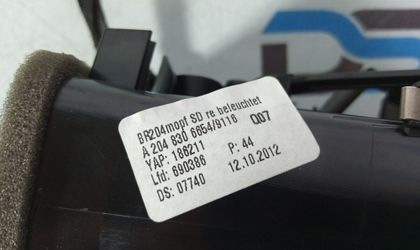 BR204mopf SD re beleuchtet
A 204 830 6654/9116 Q07
YAP: 186211 P: 44
Lfd: 690386 12.10.2012
DS: 07740